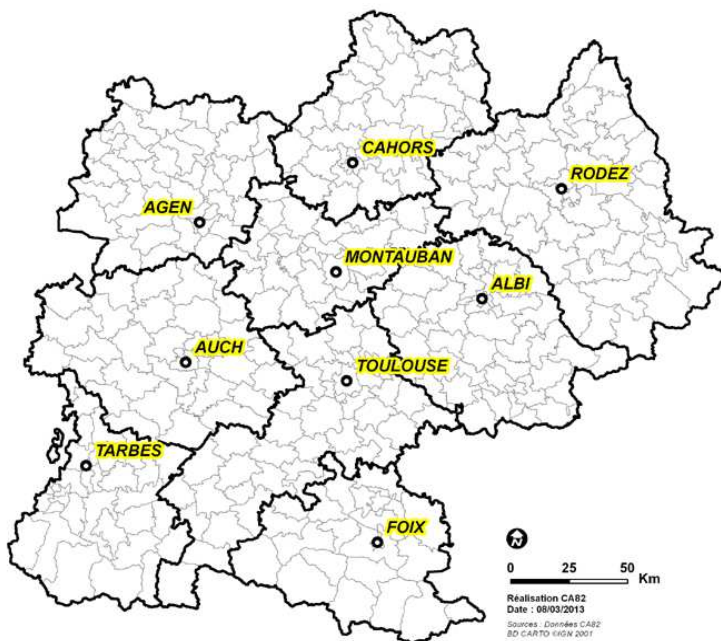 CAHORS
RODEZ
AGEN
MONTAUBAN
ALBI
AUCH
TOULOUSE
TARBES
FOIX
0 25 50 Km
Réalisation CA82
Date : 08/03/2013
Sources : Données CA82
BD CARTO ©IGN 2001